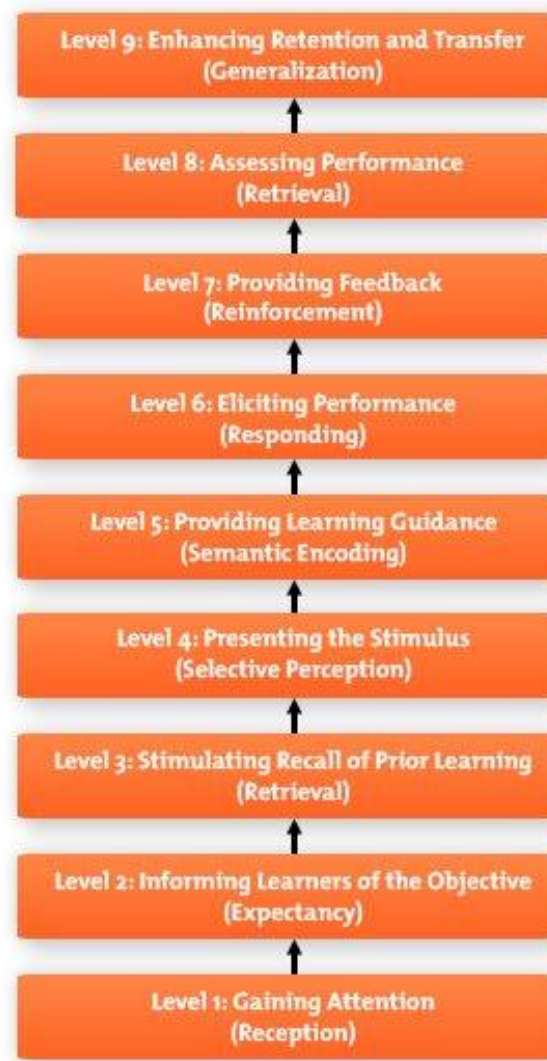 Level 9: Enhancing Retention and Transfer
(Generalization)
Level 8: Assessing Performance
(Retrieval)
Level 7: Providing Feedback
(Reinforcement)
Level 6: Eliciting Performance
(Responding)
Level 5: Providing Learning Guidance
(Semantic Encoding)
Level 4: Presenting the Stimulus
(Selective Perception)
Level 3: Stimulating Recall of Prior Learning
(Retrieval)
Level 2: Informing Learners of the Objective
(Expectancy)
Level 1: Gaining Attention
(Reception)